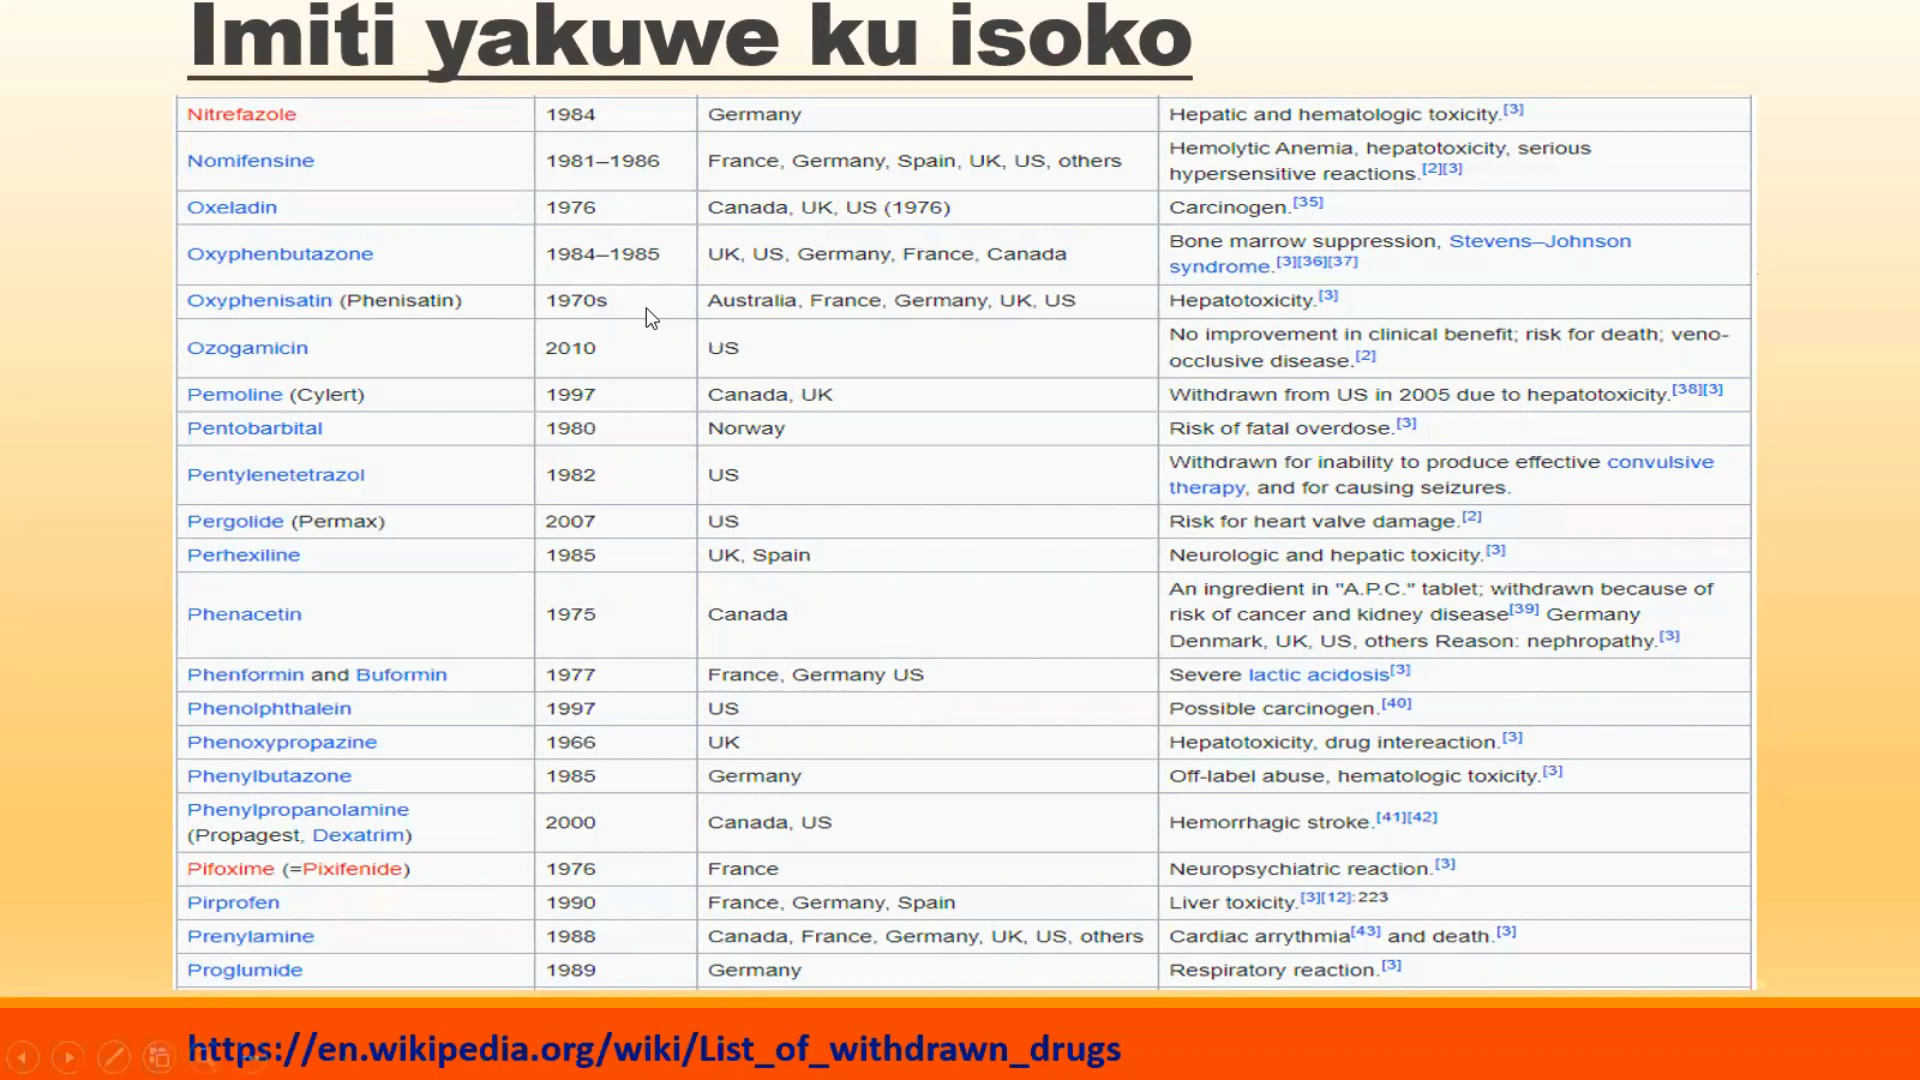 Imiti yakuwe ku isoko
Nitrefazole 1984 Germany Hepatic and hematologic toxicity.[3]
Nomifensine 1981–1986 France, Germany, Spain, UK, US, others Hemolytic Anemia, hepatotoxicity, serious
hypersensitive reactions.[2][3]
Oxeladin 1976 Canada, UK, US (1976) Carcinogen.[35]
Oxyphenbutazone 1984–1985 UK, US, Germany, France, Canada Bone marrow suppression, Stevens–Johnson
syndrome.[3][36][37]
Oxyphenisatin (Phenisatin) 1970s Australia, France, Germany, UK, US Hepatotoxicity.[3]
Ozogamicin 2010 US No improvement in clinical benefit; risk for death; veno-
occlusive disease.[2]
Pemoline (Cylert) 1997 Canada, UK Withdrawn from US in 2005 due to hepatotoxicity.[38][3]
Pentobarbital 1980 Norway Risk of fatal overdose.[3]
Pentylenetetrazol 1982 US Withdrawn for inability to produce effective convulsive
therapy, and for causing seizures.
Pergolide (Permax) 2007 US Risk for heart valve damage.[2]
Perhexiline 1985 UK, Spain Neurologic and hepatic toxicity.[3]
Phenacetin 1975 Canada An ingredient in "A.P.C." tablet; withdrawn because of
risk of cancer and kidney disease[39] Germany
Denmark, UK, US, others Reason: nephropathy.[3]
Phenformin and Buformin 1977 France, Germany US Severe lactic acidosis[3]
Phenolphthalein 1997 US Possible carcinogen.[40]
Phenoxypropazine 1966 UK Hepatotoxicity, drug intereaction.[3]
Phenylbutazone 1985 Germany Off-label abuse, hematologic toxicity.[3]
Phenylpropanolamine
(Propagest, Dexatrim) 2000 Canada, US Hemorrhagic stroke.[41][42]
Pifoxime (=Pixifenide) 1976 France Neuropsychiatric reaction.[3]
Pirprofen 1990 France, Germany, Spain Liver toxicity.[3][12]:223
Prenylamine 1988 Canada, France, Germany, UK, US, others Cardiac arrythmia[43] and death.[3]
Proglumide 1989 Germany Respiratory reaction.[3]
https://en.wikipedia.org/wiki/List_of_withdrawn_drugs